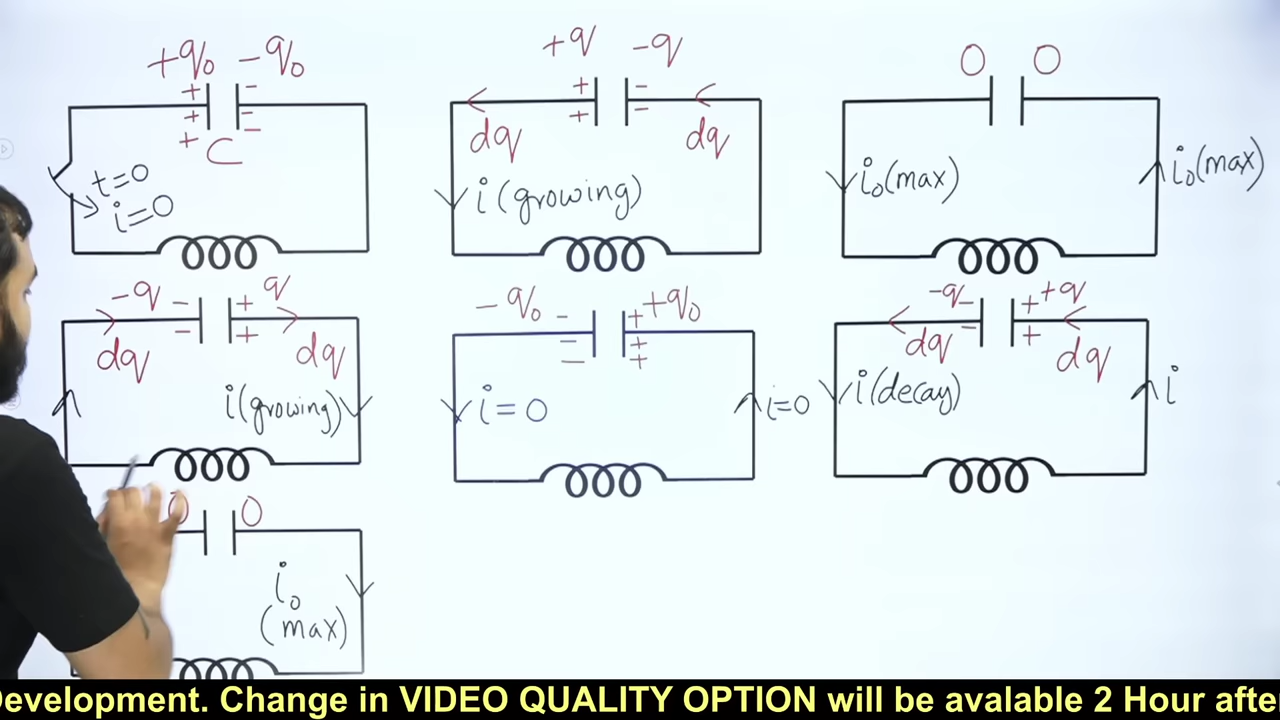 +q₀ -q₀
C
t=0
i=0
+q -q
dq dq
i (growing)
0 0
i₀(max) i₀(max)
-q q
dq dq
i(growing)
-q₀ +q₀
i=0 i=0
-q +q
dq dq
i(decay) i
0 0
i₀
(max)
Development. Change in VIDEO QUALITY OPTION will be avalable 2 Hour afte